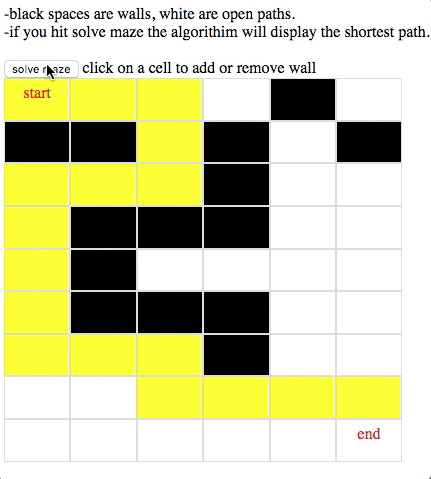 -black spaces are walls, white are open paths.
-if you hit solve maze the algorithim will display the shortest path.
solve maze click on a cell to add or remove wall
start
end